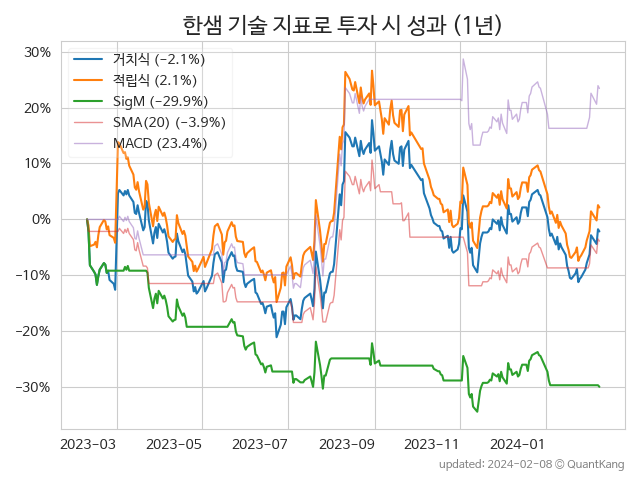 한샘 기술 지표로 투자 시 성과 (1년)
30%
20%
10%
0%
−10%
−20%
−30%
거치식 (−2.1%)
적립식 (2.1%)
SigM (−29.9%)
SMA(20) (−3.9%)
MACD (23.4%)
2023-03
2023-05
2023-07
2023-09
2023-11
2024-01
updated: 2024-02-08 © QuantKang